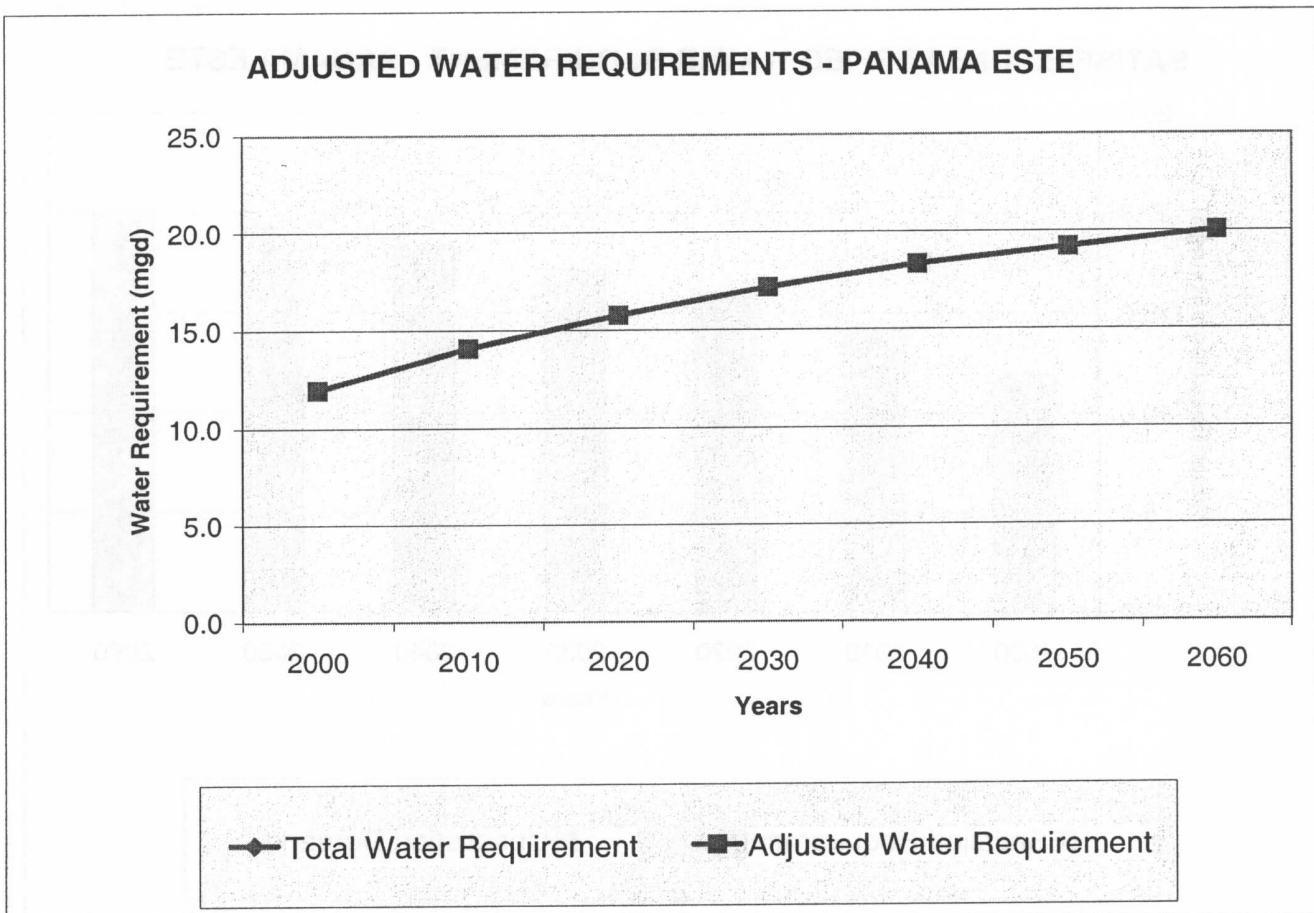 ADJUSTED WATER REQUIREMENTS - PANAMA ESTE
Water Requirement (mgd)
25.0
20.0
15.0
10.0
5.0
0.0
2000 2010 2020 2030 2040 2050 2060
Years
Total Water Requirement Adjusted Water Requirement